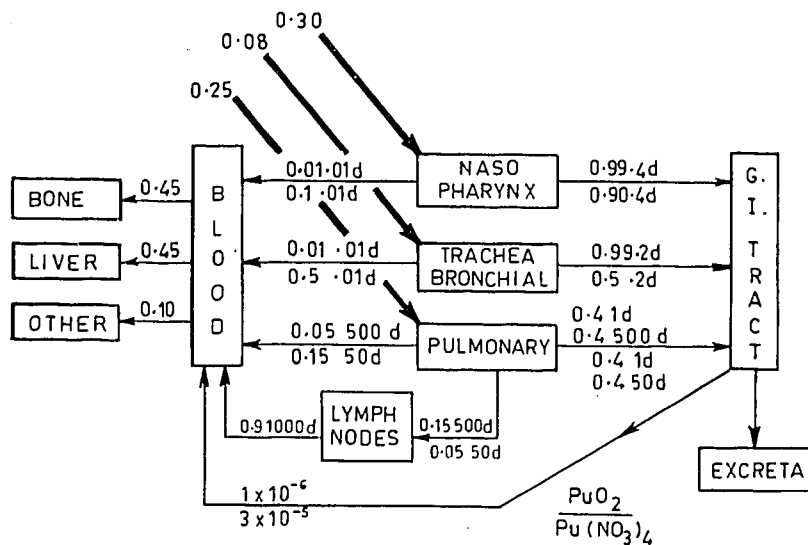 0·30
0·08
0·25
BONE
LIVER
OTHER
0·45
0·45
0·10
BLOOD
0·01·01d
0·1 ·01d
0·01 ·01d
0·5 ·01d
0·05 500 d
0·15 50d
NASO
PHARYNX
TRACHEA
BRONCHIAL
PULMONARY
0·99·4d
0·90·4d
0·99·2d
0·5 ·2d
0·4 1d
0·4 500 d
0·4 1d
0·4 50d
G. I. TRACT
0·91000d
LYMPH
NODES
0·15 500d
0·05 50d
EXCRETA
1 x 10⁻⁶
3 x 10⁻⁵
PuO₂
Pu (NO₃)₄